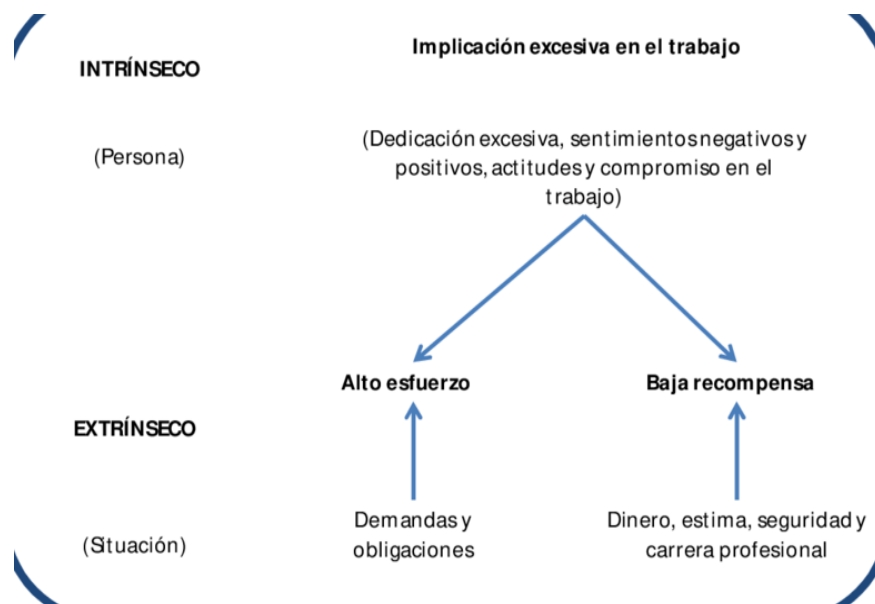 Implicación excesiva en el trabajo
INTRÍNSECO
(Persona)
(Dedicación excesiva, sentimientos negativos y
positivos, actitudes y compromiso en el
trabajo)
Alto esfuerzo
Baja recompensa
EXTRÍNSECO
(Situación)
Demandas y
obligaciones
Dinero, estima, seguridad y
carrera profesional